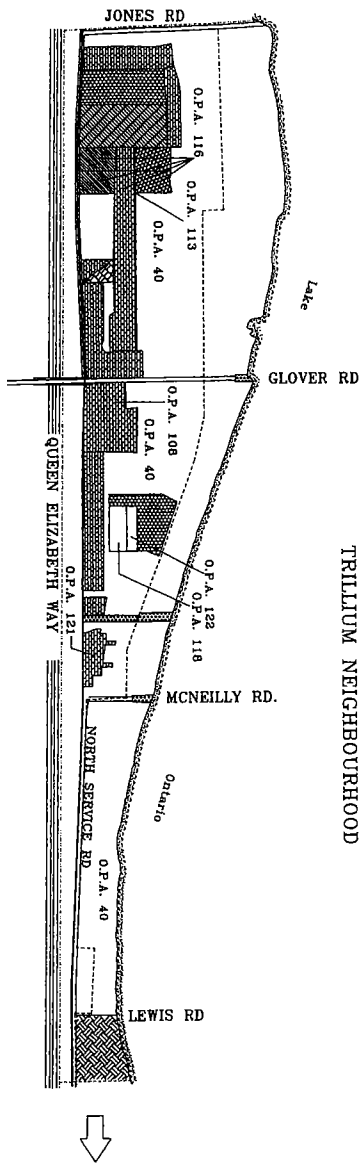 TRILLIUM NEIGHBOURHOOD
JONES RD
O.P.A. 116
O.P.A. 113
O.P.A. 40
Lake
GLOVER RD
O.P.A. 108
O.P.A. 40
QUEEN ELIZABETH WAY
O.P.A. 122
O.P.A. 118
O.P.A. 121
MCNEILLY RD.
NORTH SERVICE RD
Ontario
O.P.A. 40
LEWIS RD